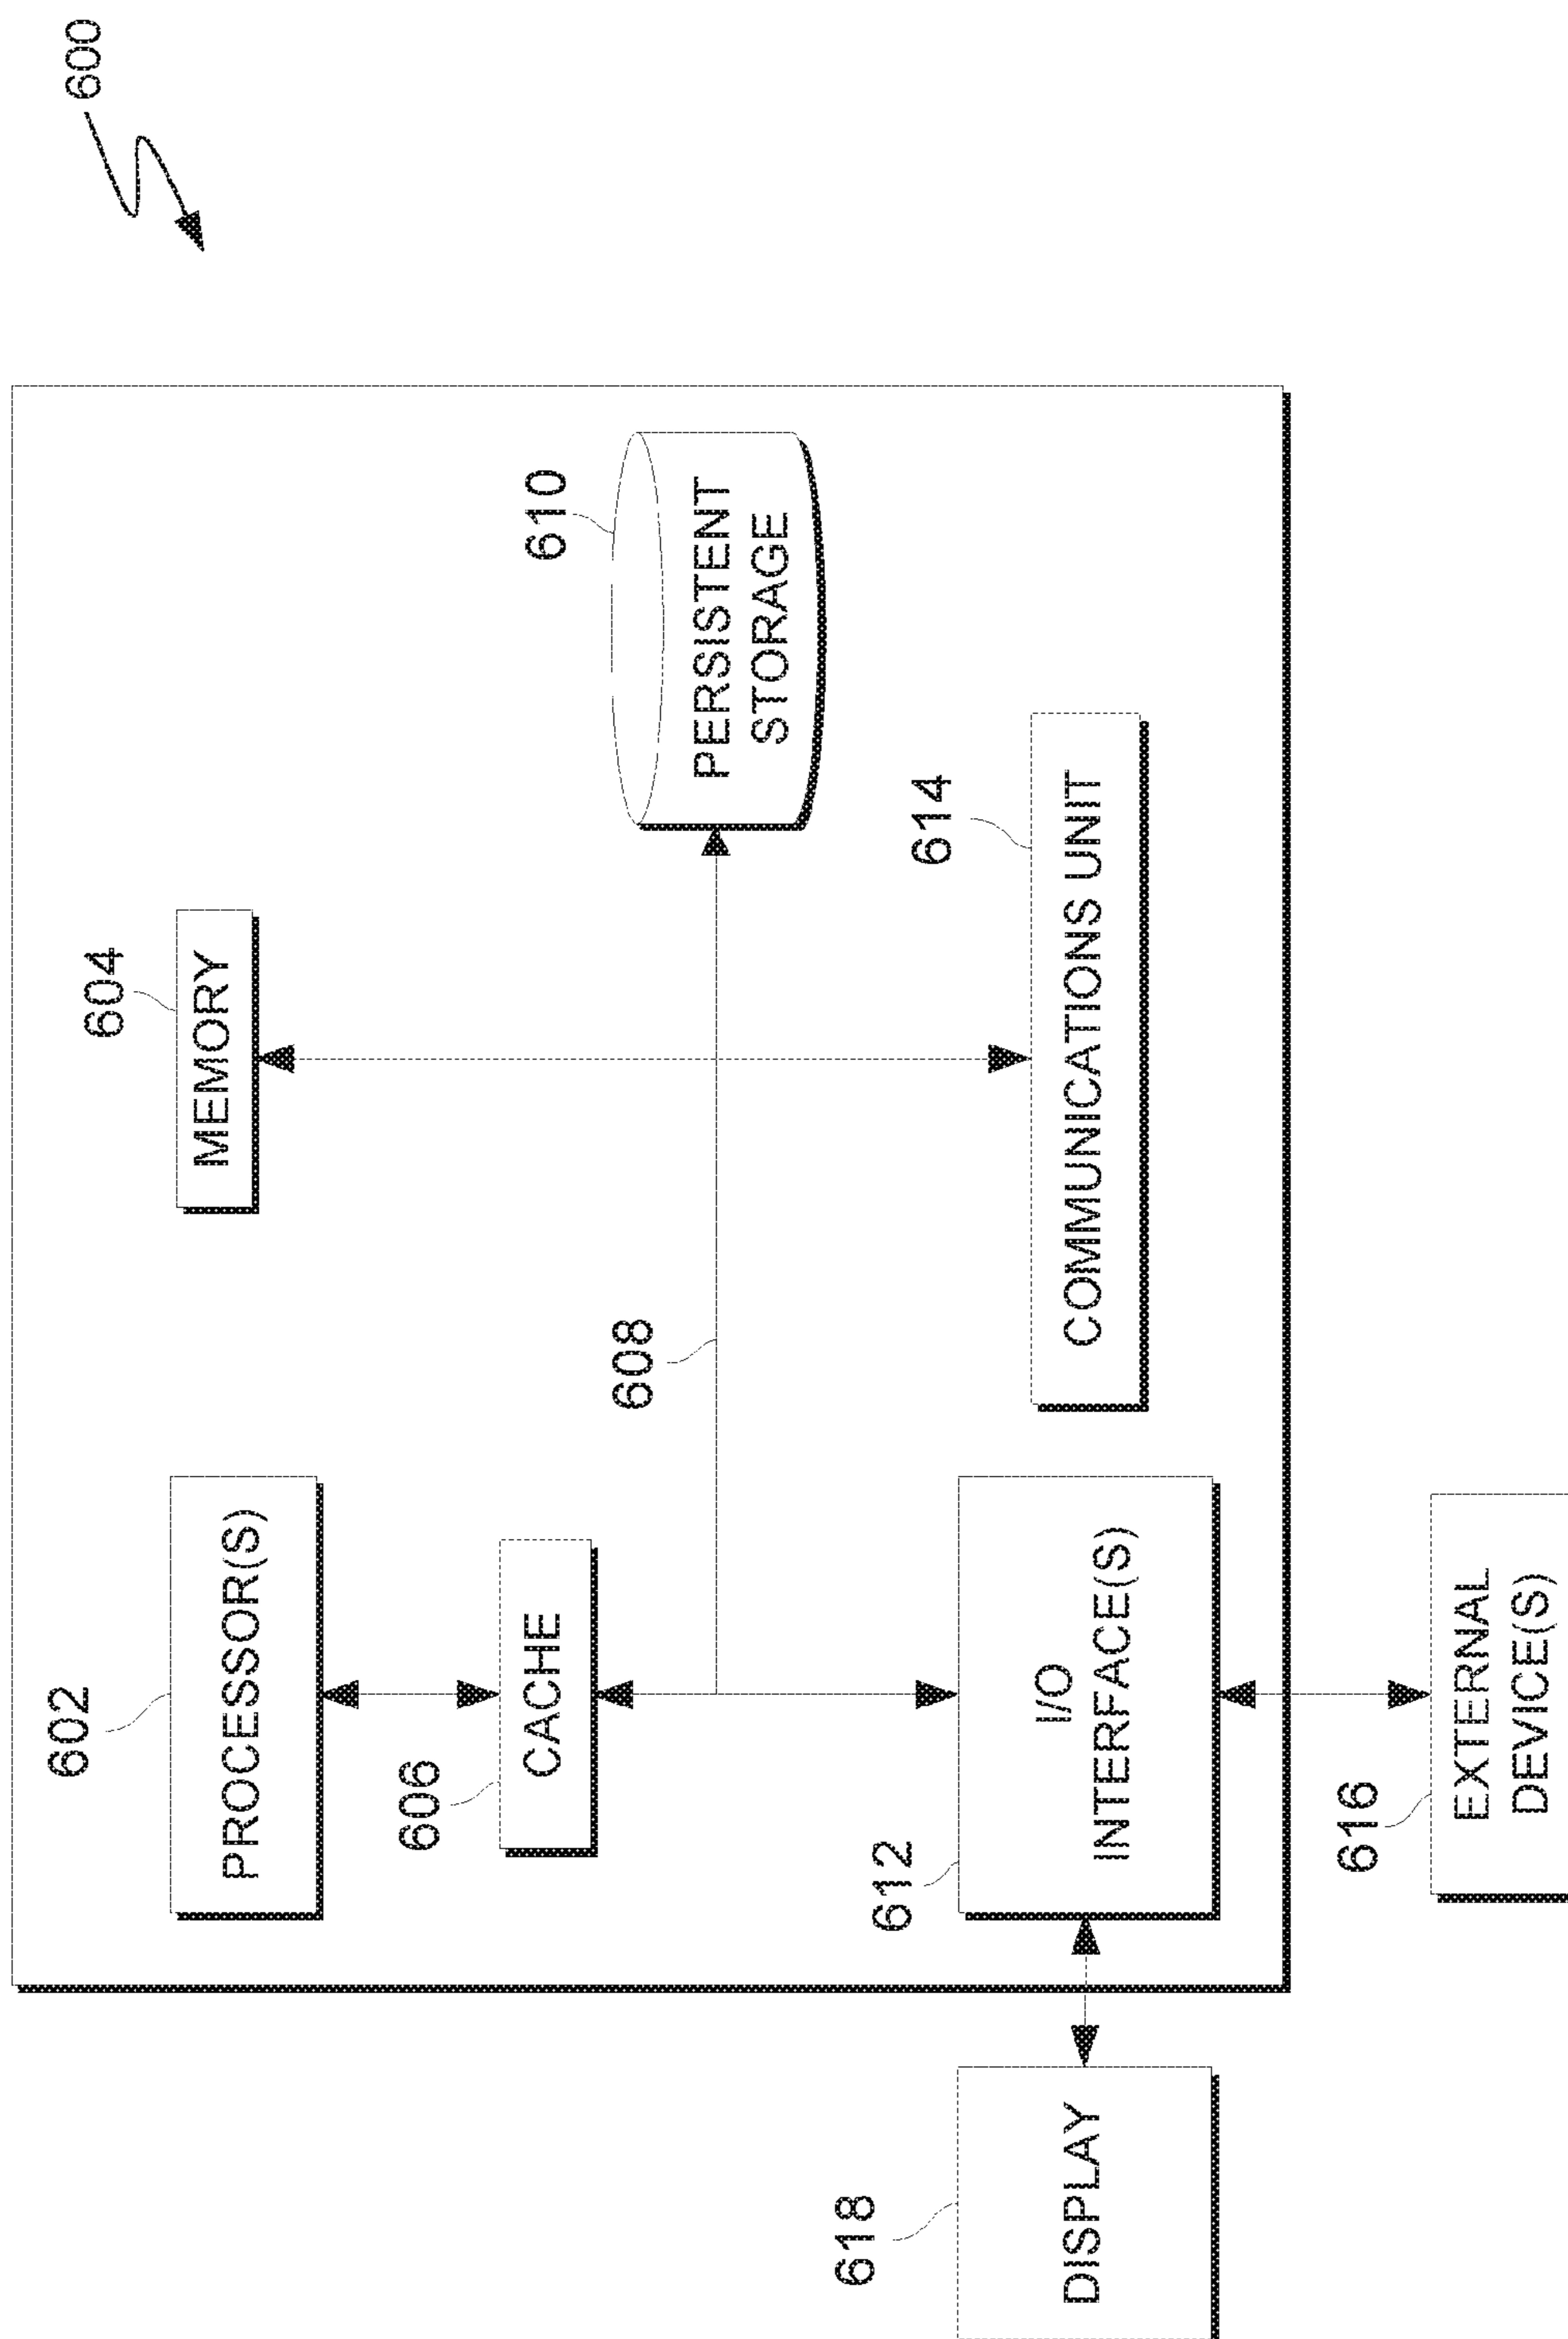 600
602
PROCESSOR(S)
604
MEMORY
606
CACHE
608
610
PERSISTENT
STORAGE
612
I/O
INTERFACE(S)
614
COMMUNICATIONS UNIT
618
DISPLAY
616
EXTERNAL
DEVICE(S)